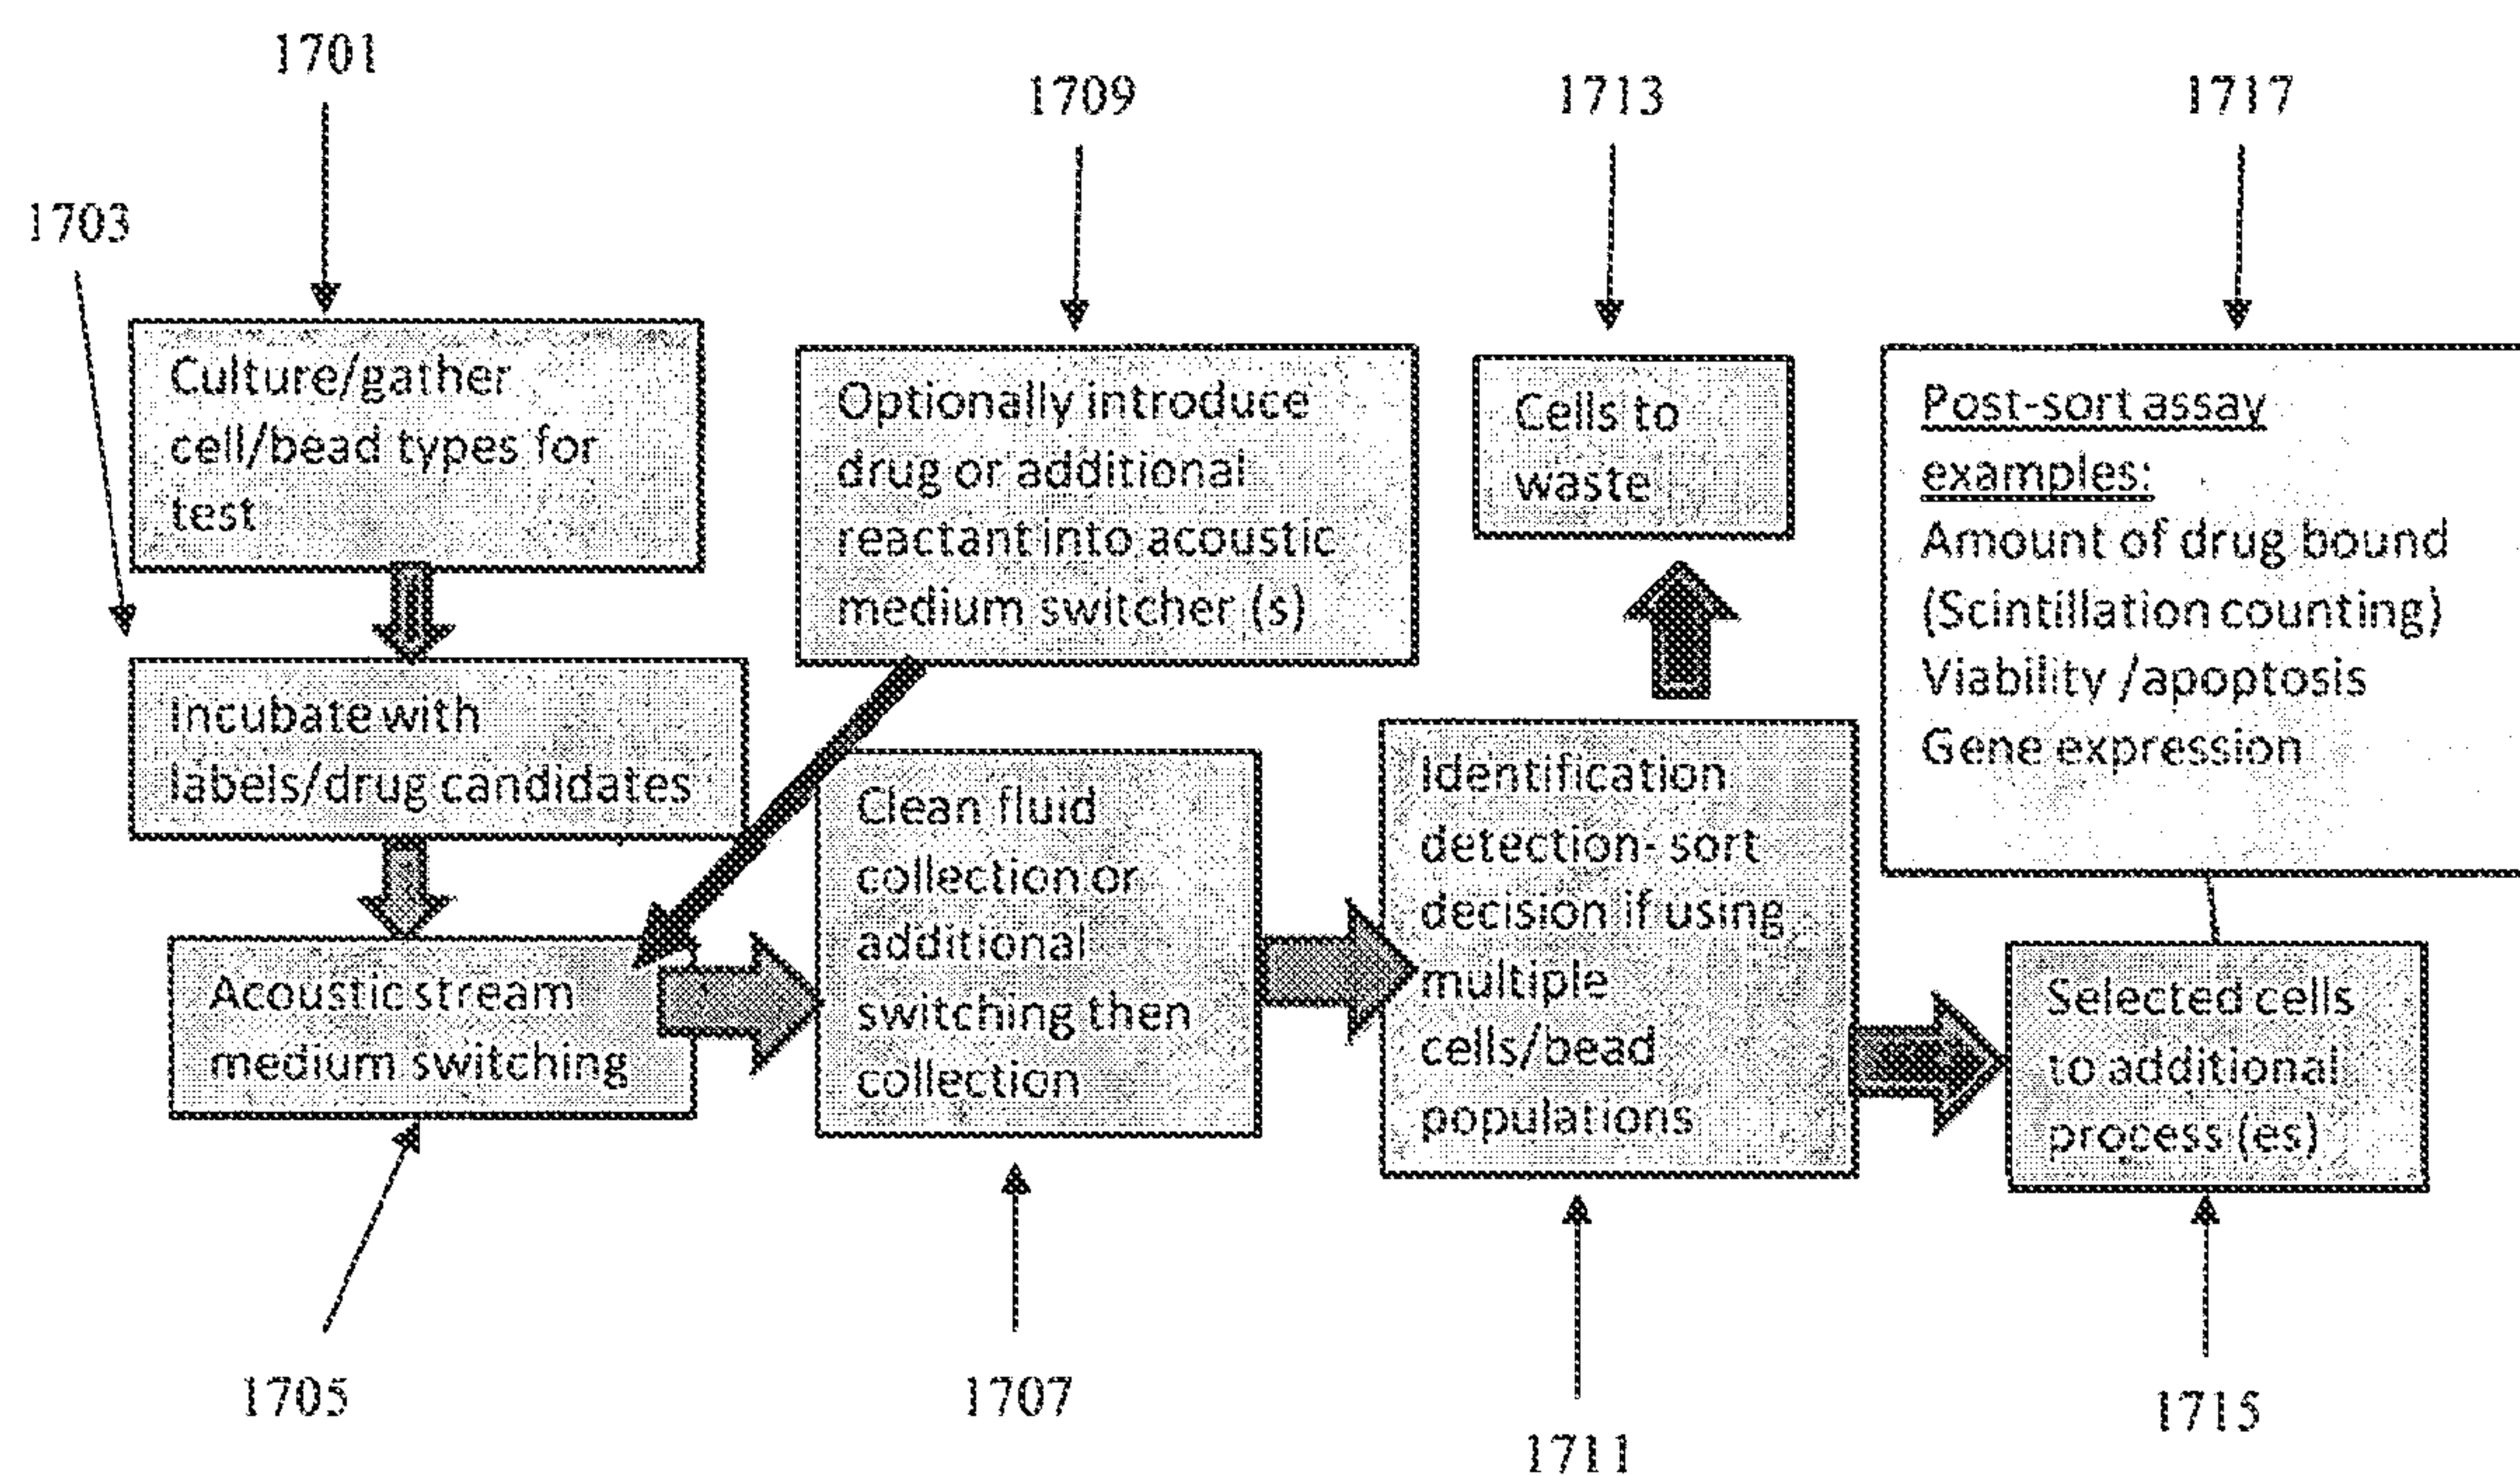 1701
1709
1713
1717
1703
Culture/gather
cell/bead types for
test
Optionally introduce
drug or additional
reactant into acoustic
medium switcher (s)
Cells to
waste
Post-sort assay
examples:
Amount of drug bound
(Scintillation counting)
Viability /apoptosis
Gene expression
Incubate with
labels/drug candidates
Acoustic stream
medium switching
Clean fluid
collection or
additional
switching then
collection
Identification
detection- sort
decision if using
multiple
cells/bead
populations
Selected cells
to additional
process (es)
1705
1707
1711
1715